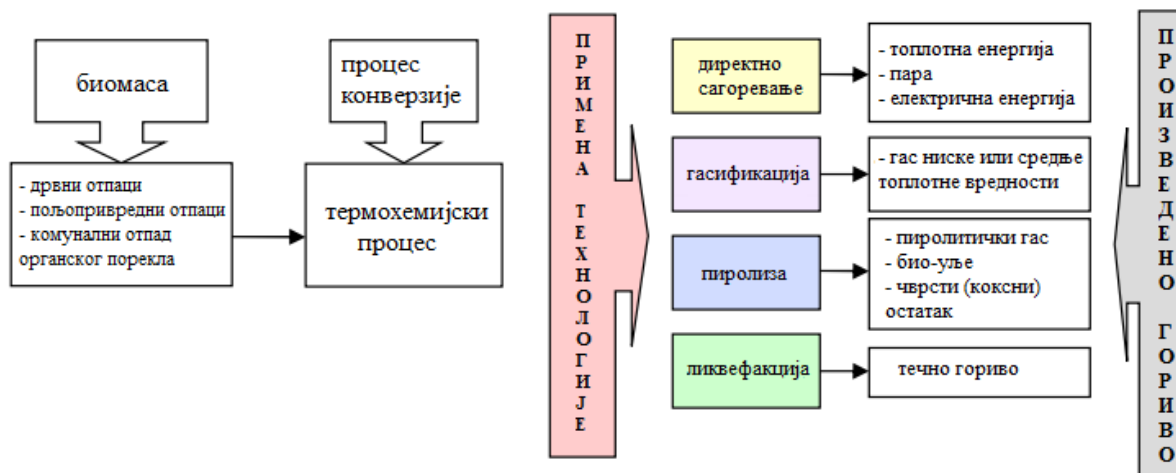 биомаса
процес
конверзије
- дрвни отпаци
- пољопривредни отпаци
- комунални отпад
органског порекла
термохемијски
процес
ПРИМЕНА ТЕХНОЛОГИЈЕ
директно
сагоревање
- топлотна енергија
- пара
- електрична енергија
гасификација
- гас ниске или средње
топлотне вредности
пиролиза
- пиролитички гас
- био-уље
- чврсти (коксни)
остатак
ликвефакција
течно гориво
ПРОИЗВЕДЕНО ГОРИВО